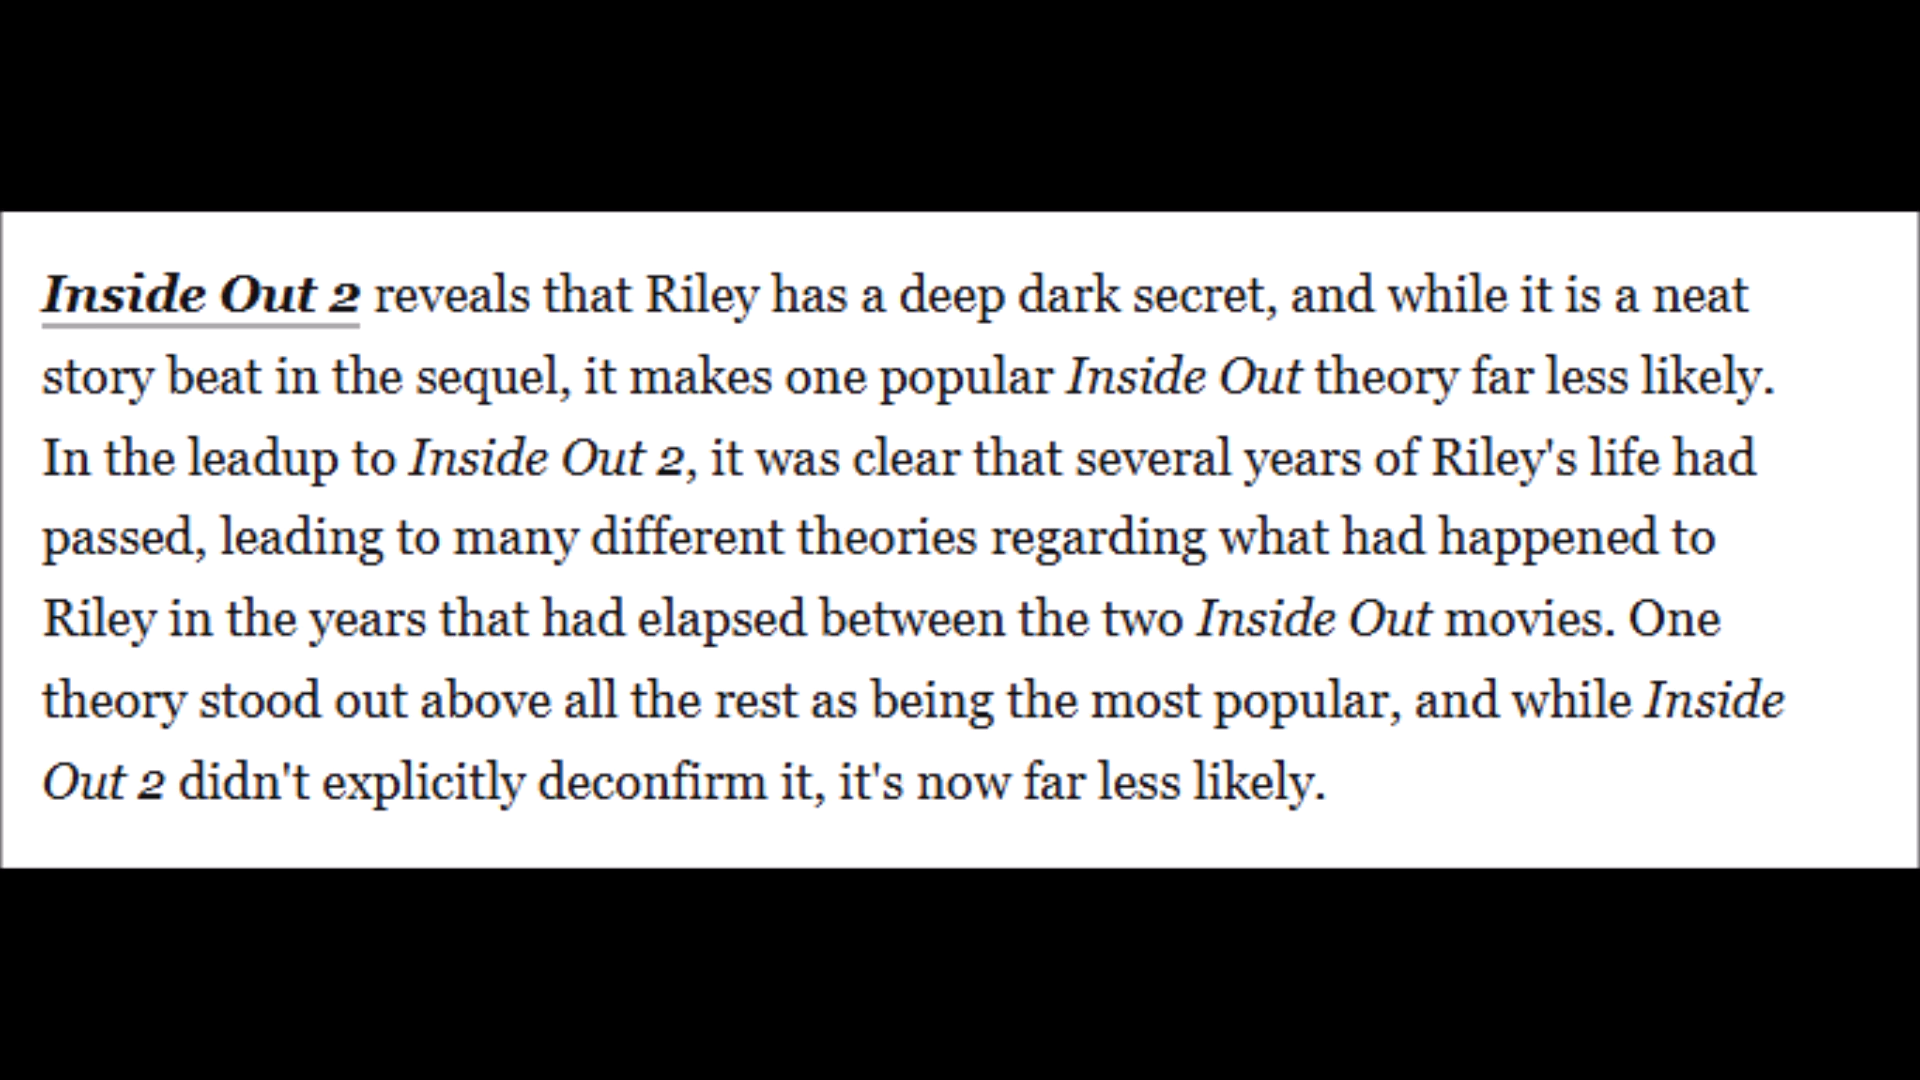 Inside Out 2 reveals that Riley has a deep dark secret, and while it is a neat
story beat in the sequel, it makes one popular Inside Out theory far less likely.
In the leadup to Inside Out 2, it was clear that several years of Riley's life had
passed, leading to many different theories regarding what had happened to
Riley in the years that had elapsed between the two Inside Out movies. One
theory stood out above all the rest as being the most popular, and while Inside
Out 2 didn't explicitly deconfirm it, it's now far less likely.